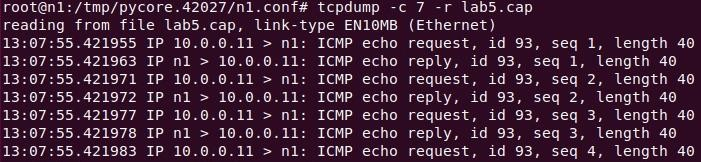 root@n1:/tmp/pycore.42027/n1.conf# tcpdump -c 7 -r lab5.cap
reading from file lab5.cap, link-type EN10MB (Ethernet)
13:07:55.421955 IP 10.0.0.11 > n1: ICMP echo request, id 93, seq 1, length 40
13:07:55.421963 IP n1 > 10.0.0.11: ICMP echo reply, id 93, seq 1, length 40
13:07:55.421971 IP 10.0.0.11 > n1: ICMP echo request, id 93, seq 2, length 40
13:07:55.421972 IP n1 > 10.0.0.11: ICMP echo reply, id 93, seq 2, length 40
13:07:55.421977 IP 10.0.0.11 > n1: ICMP echo request, id 93, seq 3, length 40
13:07:55.421978 IP n1 > 10.0.0.11: ICMP echo reply, id 93, seq 3, length 40
13:07:55.421983 IP 10.0.0.11 > n1: ICMP echo request, id 93, seq 4, length 40